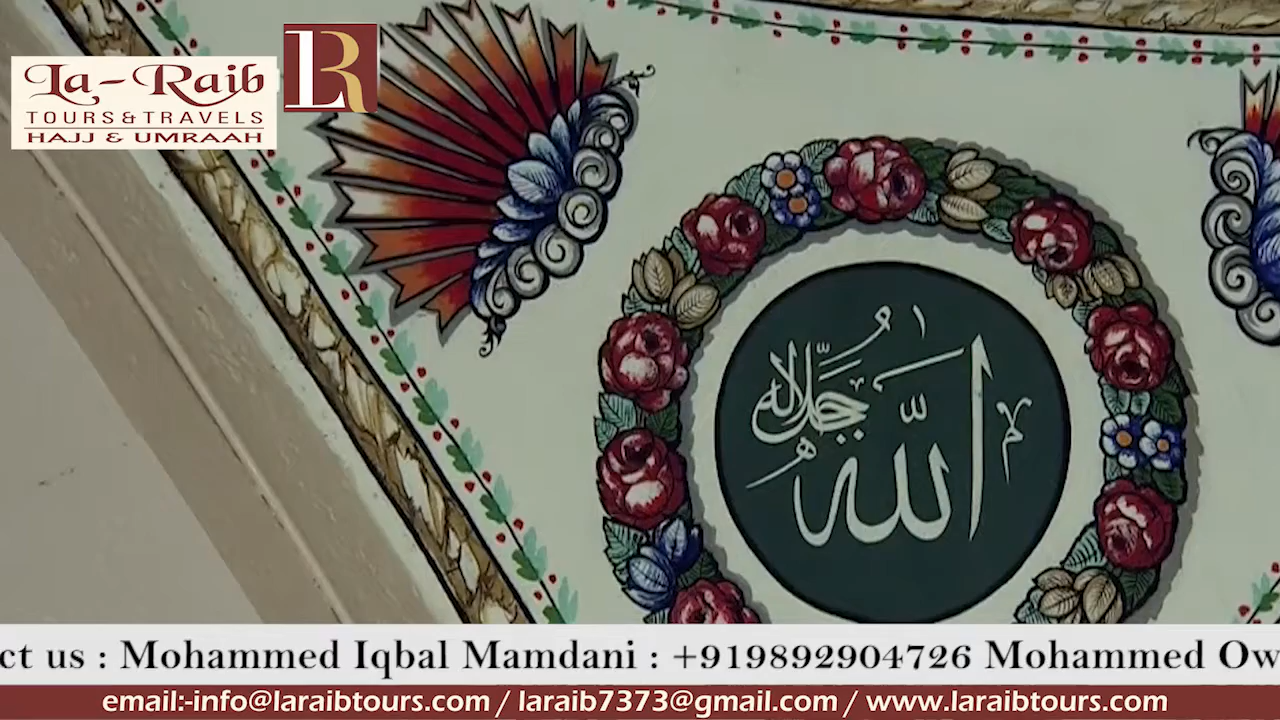 La-Raib
TOURS & TRAVELS
HAJJ & UMRAAH
LR
الله
جل جلاله
ct us : Mohammed Iqbal Mamdani : +919892904726 Mohammed Ow
email:-info@laraibtours.com / laraib7373@gmail.com / www.laraibtours.com